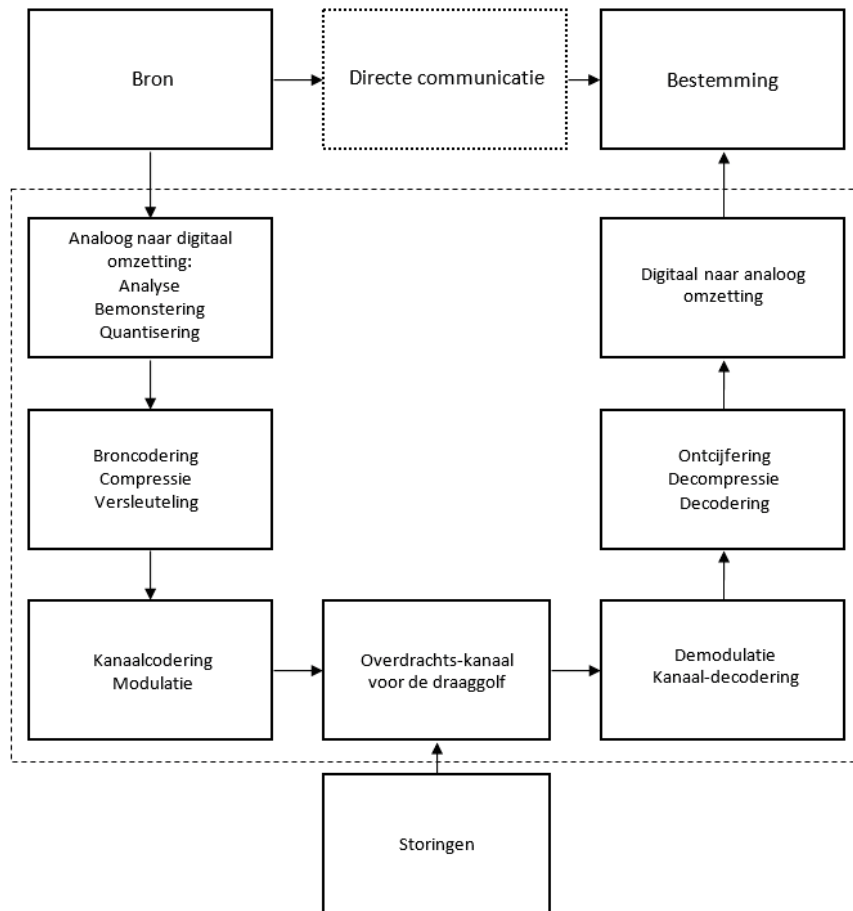 Bron
Directe communicatie
Bestemming
Analoog naar digitaal
omzetting:
Analyse
Bemonstering
Quantisering
Digitaal naar analoog
omzetting
Broncodering
Compressie
Versleuteling
Ontcijfering
Decompressie
Decodering
Kanaalcodering
Modulatie
Overdrachts-kanaal
voor de draaggolf
Demodulatie
Kanaal-decodering
Storingen